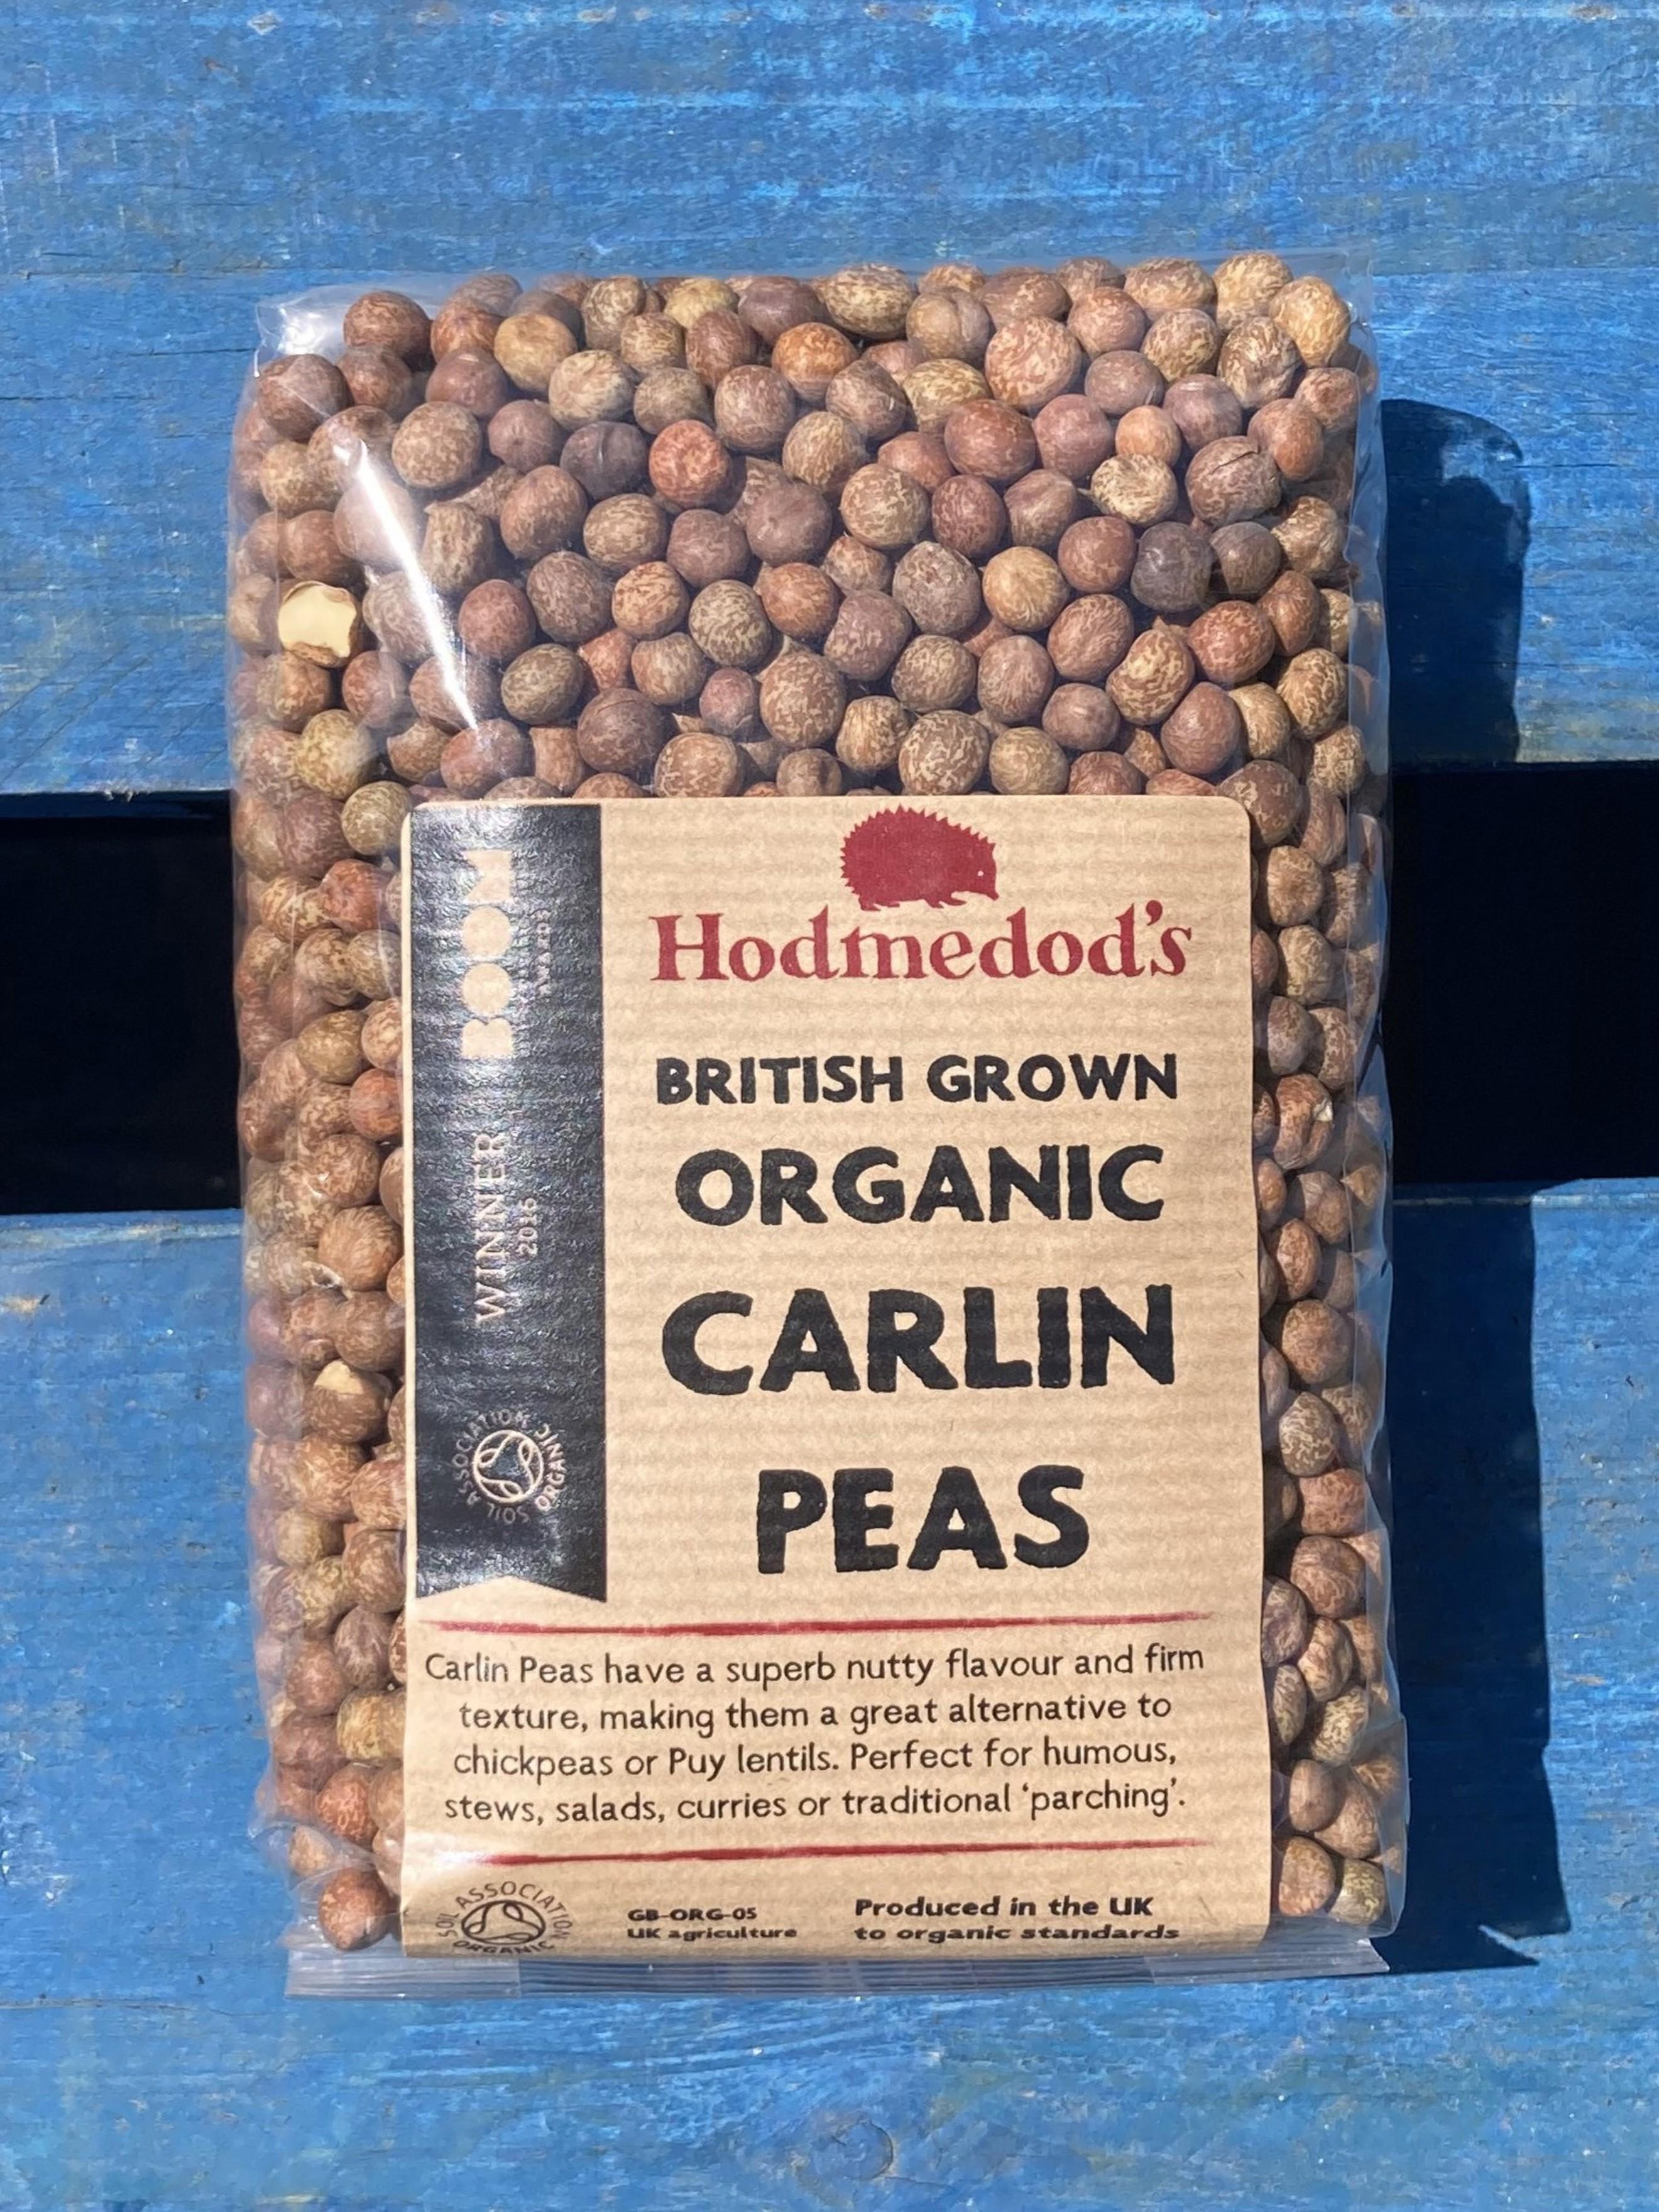 BOOM
AWARDS
WINNER
2016
SOIL ASSOCIATION
ORGANIC
Hodmedod's
BRITISH GROWN
ORGANIC
CARLIN
PEAS
Carlin Peas have a superb nutty flavour and firm
texture, making them a great alternative to
chickpeas or Puy lentils. Perfect for humous,
stews, salads, curries or traditional ‘parching’.
SOIL ASSOCIATION
ORGANIC
GB-ORG-05
UK agriculture
Produced in the UK
to organic standards